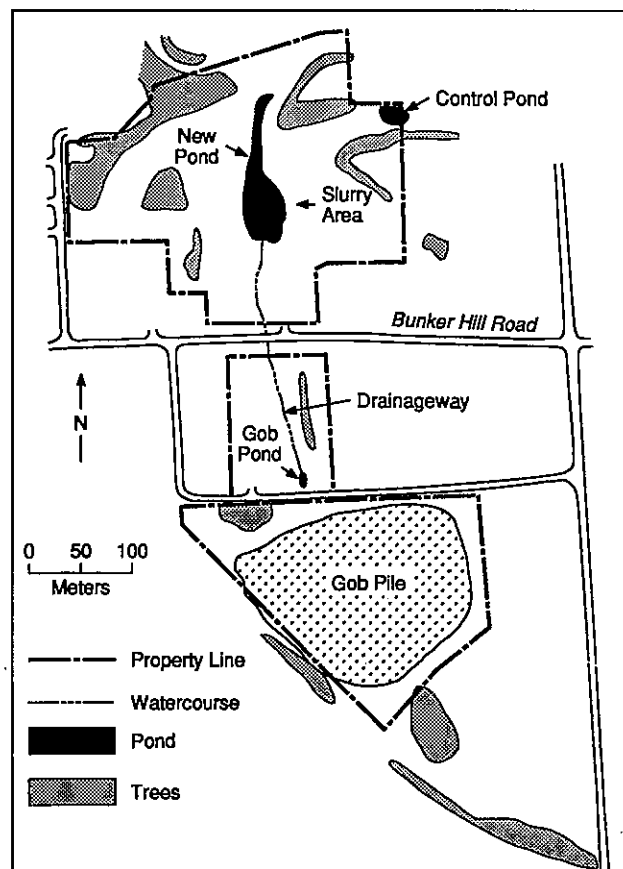 Control Pond
New
Pond
Slurry
Area
Bunker Hill Road
N
Drainageway
Gob
Pond
Gob Pile
0 50 100
Meters
Property Line
Watercourse
Pond
Trees